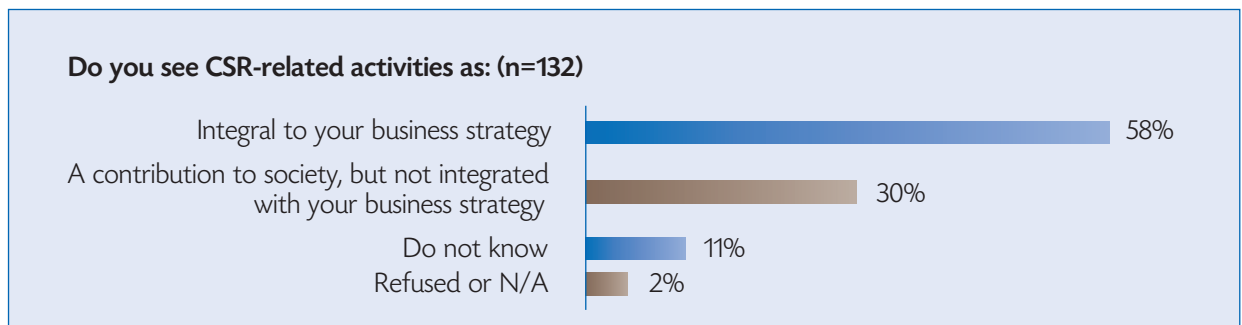 Do you see CSR-related activities as: (n=132)
Integral to your business strategy 58%
A contribution to society, but not integrated
with your business strategy 30%
Do not know 11%
Refused or N/A 2%